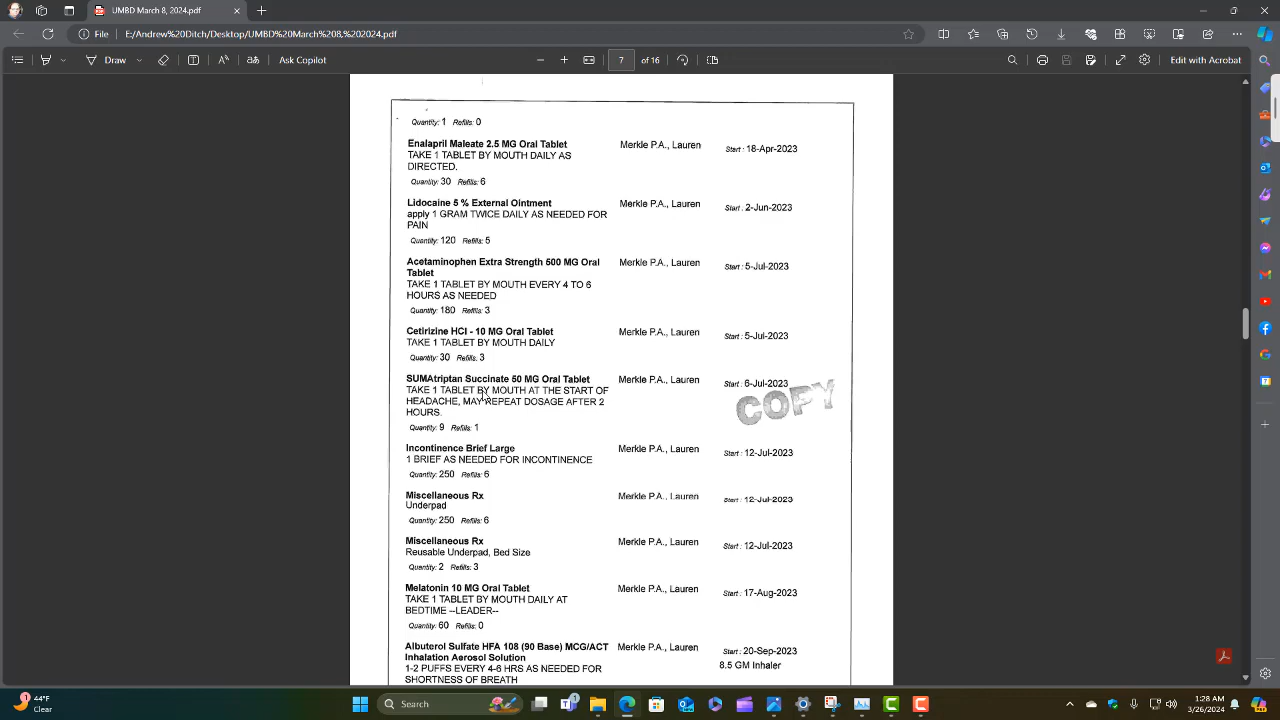 UMBD March 8, 2024.pdf
File E:/Andrew%20Ditch/Desktop/UMBD%20March%208,%202024.pdf
Draw Ask Copilot 7 of 16 Edit with Acrobat
Quantity: 1 Refills: 0
Enalapril Maleate 2.5 MG Oral Tablet Merkle P.A., Lauren Start : 18-Apr-2023
TAKE 1 TABLET BY MOUTH DAILY AS
DIRECTED.
Quantity: 30 Refills: 6
Lidocaine 5 % External Ointment Merkle P.A., Lauren Start : 2-Jun-2023
apply 1 GRAM TWICE DAILY AS NEEDED FOR
PAIN
Quantity: 120 Refills: 5
Acetaminophen Extra Strength 500 MG Oral Merkle P.A., Lauren Start : 5-Jul-2023
Tablet
TAKE 1 TABLET BY MOUTH EVERY 4 TO 6
HOURS AS NEEDED
Quantity: 180 Refills: 3
Cetirizine HCl - 10 MG Oral Tablet Merkle P.A., Lauren Start : 5-Jul-2023
TAKE 1 TABLET BY MOUTH DAILY
Quantity: 30 Refills: 3
SUMAtriptan Succinate 50 MG Oral Tablet Merkle P.A., Lauren Start : 6-Jul-2023
TAKE 1 TABLET BY MOUTH AT THE START OF
HEADACHE, MAY REPEAT DOSAGE AFTER 2
HOURS.
COPY
Quantity: 9 Refills: 1
Incontinence Brief Large Merkle P.A., Lauren Start : 12-Jul-2023
1 BRIEF AS NEEDED FOR INCONTINENCE
Quantity: 250 Refills: 6
Miscellaneous Rx Merkle P.A., Lauren Start : 12-Jul-2023
Underpad
Quantity: 250 Refills: 6
Miscellaneous Rx Merkle P.A., Lauren Start : 12-Jul-2023
Reusable Underpad, Bed Size
Quantity: 2 Refills: 3
Melatonin 10 MG Oral Tablet Merkle P.A., Lauren Start : 17-Aug-2023
TAKE 1 TABLET BY MOUTH DAILY AT
BEDTIME --LEADER--
Quantity: 60 Refills: 0
Albuterol Sulfate HFA 108 (90 Base) MCG/ACT Merkle P.A., Lauren Start : 20-Sep-2023
Inhalation Aerosol Solution 8.5 GM Inhaler
1-2 PUFFS EVERY 4-6 HRS AS NEEDED FOR
SHORTNESS OF BREATH
44°F
Clear
Search
1:28 AM
3/26/2024